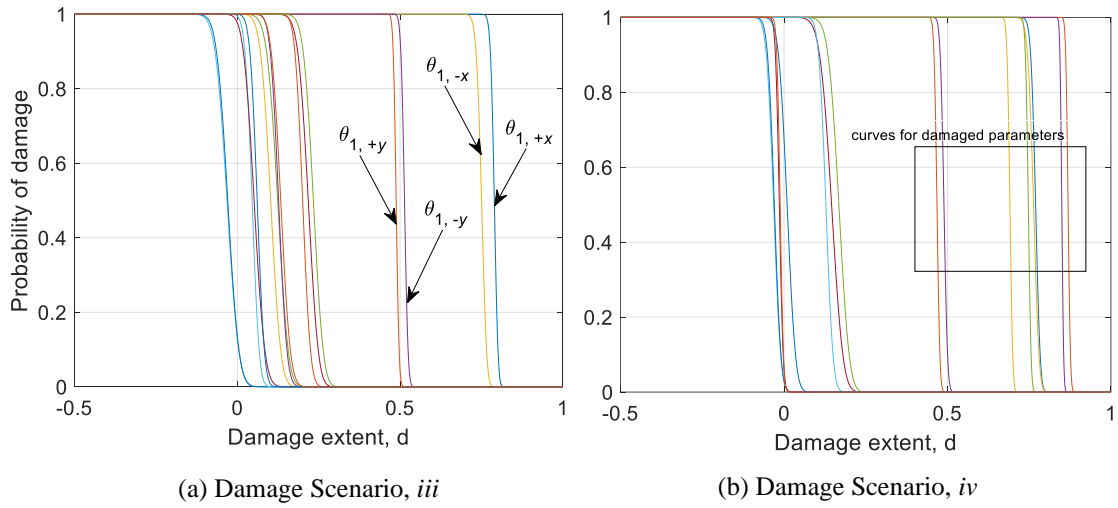 1
0.8
0.6
0.4
0.2
0
-0.5
0
0.5
1
Probability of damage
Damage extent, d
θ1, -x
θ1, +x
θ1, +y
θ1, -y
(a) Damage Scenario, iii
1
0.8
0.6
0.4
0.2
0
-0.5
0
0.5
1
curves for damaged parameters
Damage extent, d
(b) Damage Scenario, iv